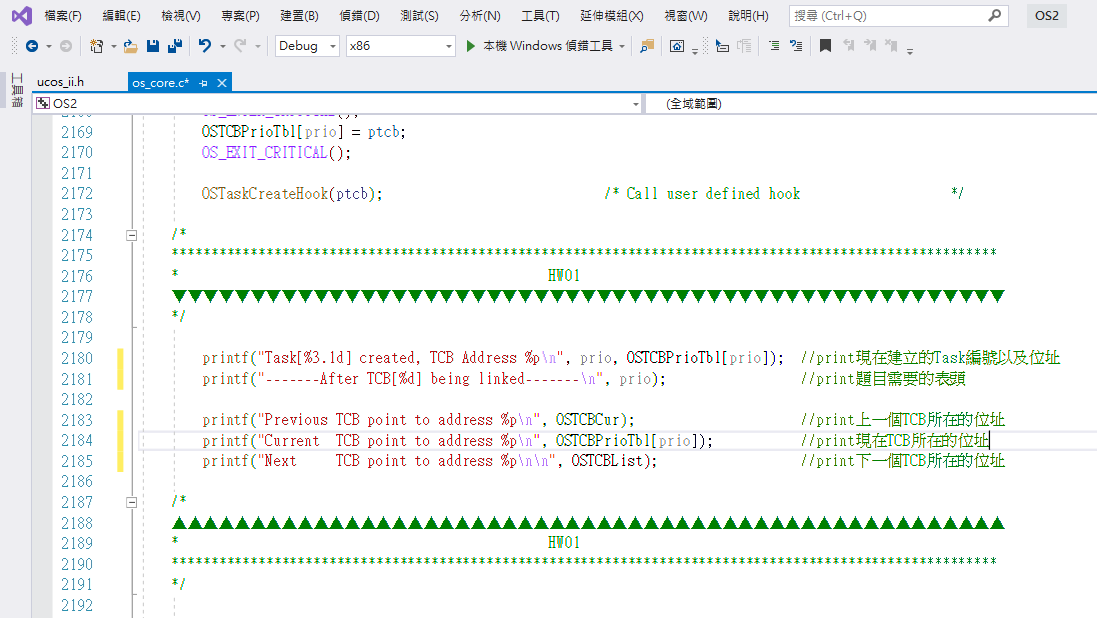 檔案(F) 編輯(E) 檢視(V) 專案(P) 建置(B) 偵錯(D) 測試(S) 分析(N) 工具(T) 延伸模組(X) 視窗(W) 說明(H) 搜尋 (Ctrl+Q) OS2
Debug x86 本機 Windows 偵錯工具
工具箱
ucos_ii.h os_core.c*
OS2 (全域範圍)
2169 OSTCBPrioTbl[prio] = ptcb;
2170 OS_EXIT_CRITICAL();
2171
2172 OSTaskCreateHook(ptcb); /* Call user defined hook */
2173
2174 /*
2175 *********************************************************************************************************
2176 * HW01
2177 ▼▼▼▼▼▼▼▼▼▼▼▼▼▼▼▼▼▼▼▼▼▼▼▼▼▼▼▼▼▼▼▼▼▼▼▼▼▼▼▼▼▼▼▼▼▼▼▼▼▼▼▼▼
2178 */
2179
2180 printf("Task[%3.1d] created, TCB Address %p\n", prio, OSTCBPrioTbl[prio]); //print現在建立的Task編號以及位址
2181 printf("-------After TCB[%d] being linked-------\n", prio); //print題目需要的表頭
2182
2183 printf("Previous TCB point to address %p\n", OSTCBCur); //print上一個TCB所在的位址
2184 printf("Current  TCB point to address %p\n", OSTCBPrioTbl[prio]); //print現在TCB所在的位址
2185 printf("Next     TCB point to address %p\n\n", OSTCBList); //print下一個TCB所在的位址
2186
2187 /*
2188 ▲▲▲▲▲▲▲▲▲▲▲▲▲▲▲▲▲▲▲▲▲▲▲▲▲▲▲▲▲▲▲▲▲▲▲▲▲▲▲▲▲▲▲▲▲▲▲▲▲▲▲▲▲
2189 * HW01
2190 *********************************************************************************************************
2191 */
2192